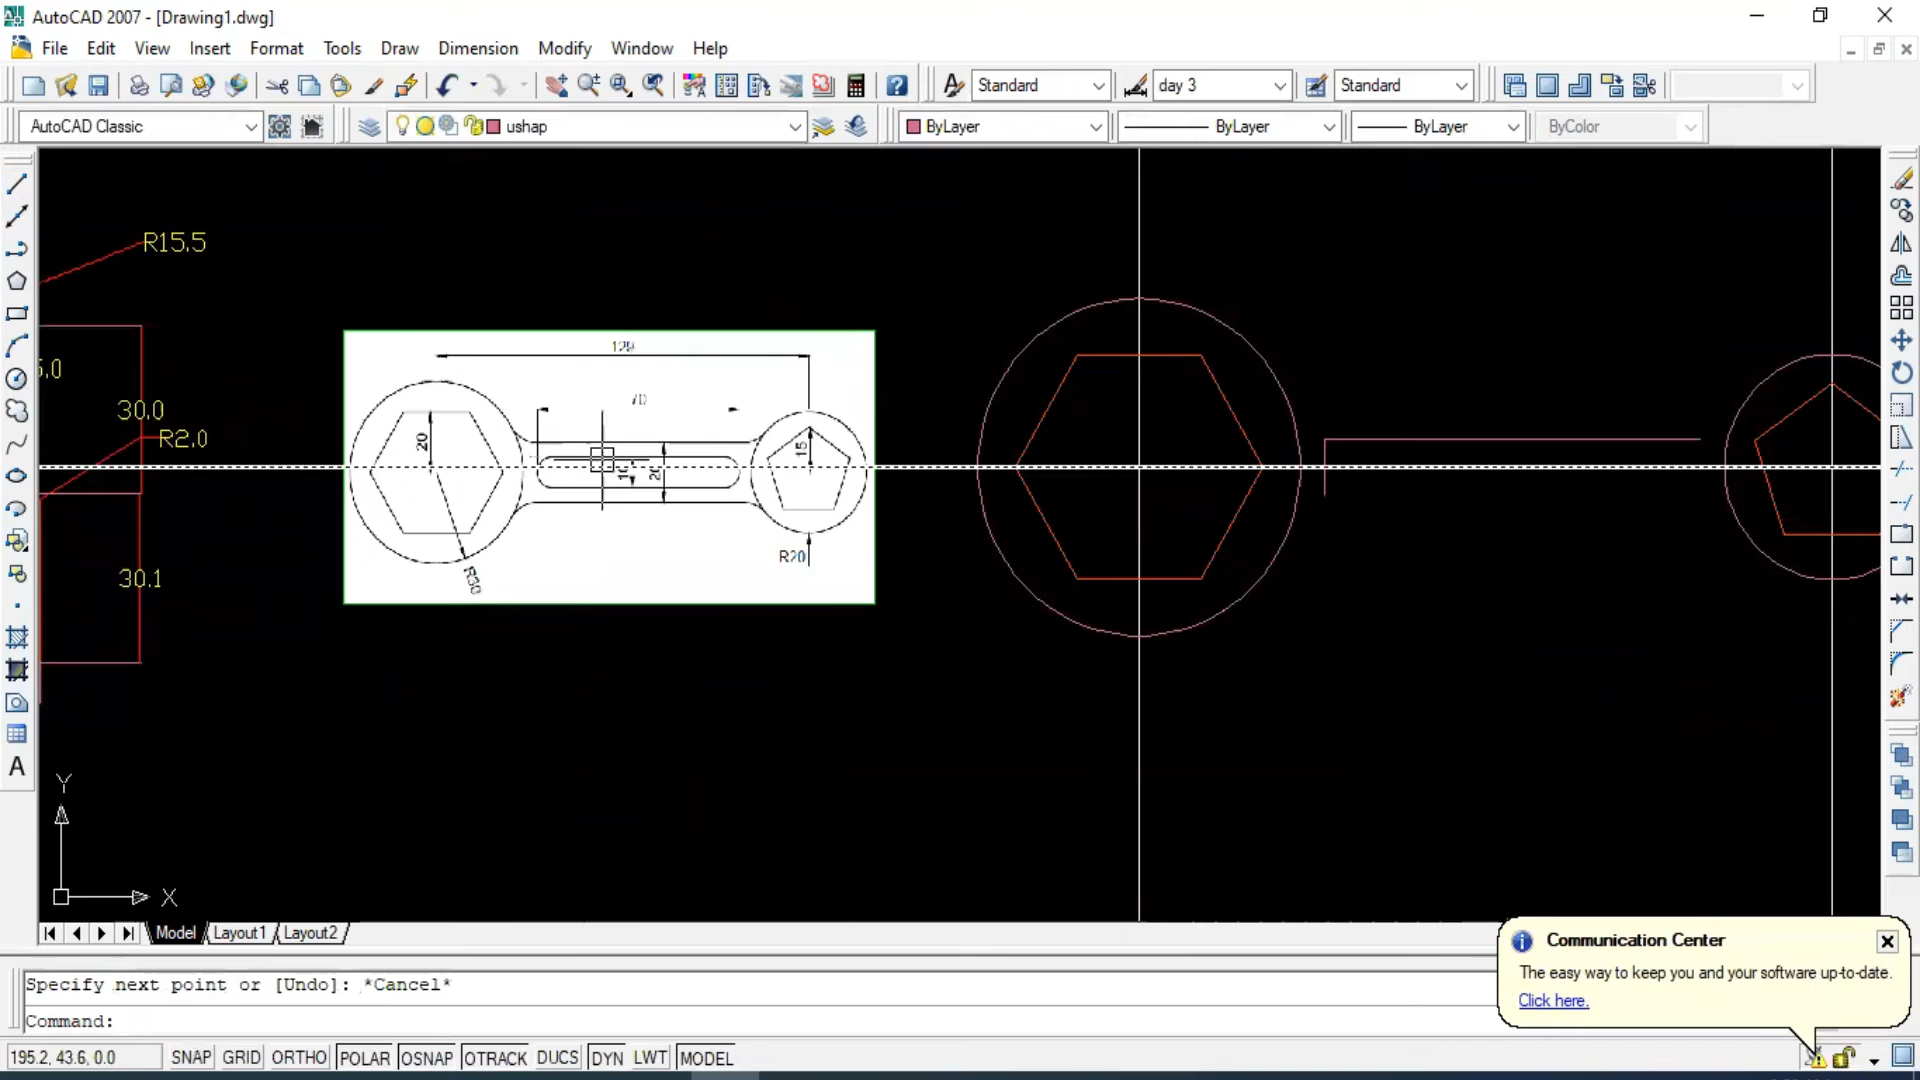 AutoCAD 2007 - [Drawing1.dwg]
File Edit View Insert Format Tools Draw Dimension Modify Window Help
Standard day 3 Standard
AutoCAD Classic ushap ByLayer ByLayer ByLayer ByColor
R15.5
30.0
R2.0
30.1
129
70
20
15
R20
R30
Y
X
Model Layout1 Layout2
Communication Center
The easy way to keep you and your software up-to-date.
Click here.
Specify next point or [Undo]: *Cancel*
Command:
195.2, 43.6, 0.0 SNAP GRID ORTHO POLAR OSNAP OTRACK DUCS DYN LWT MODEL